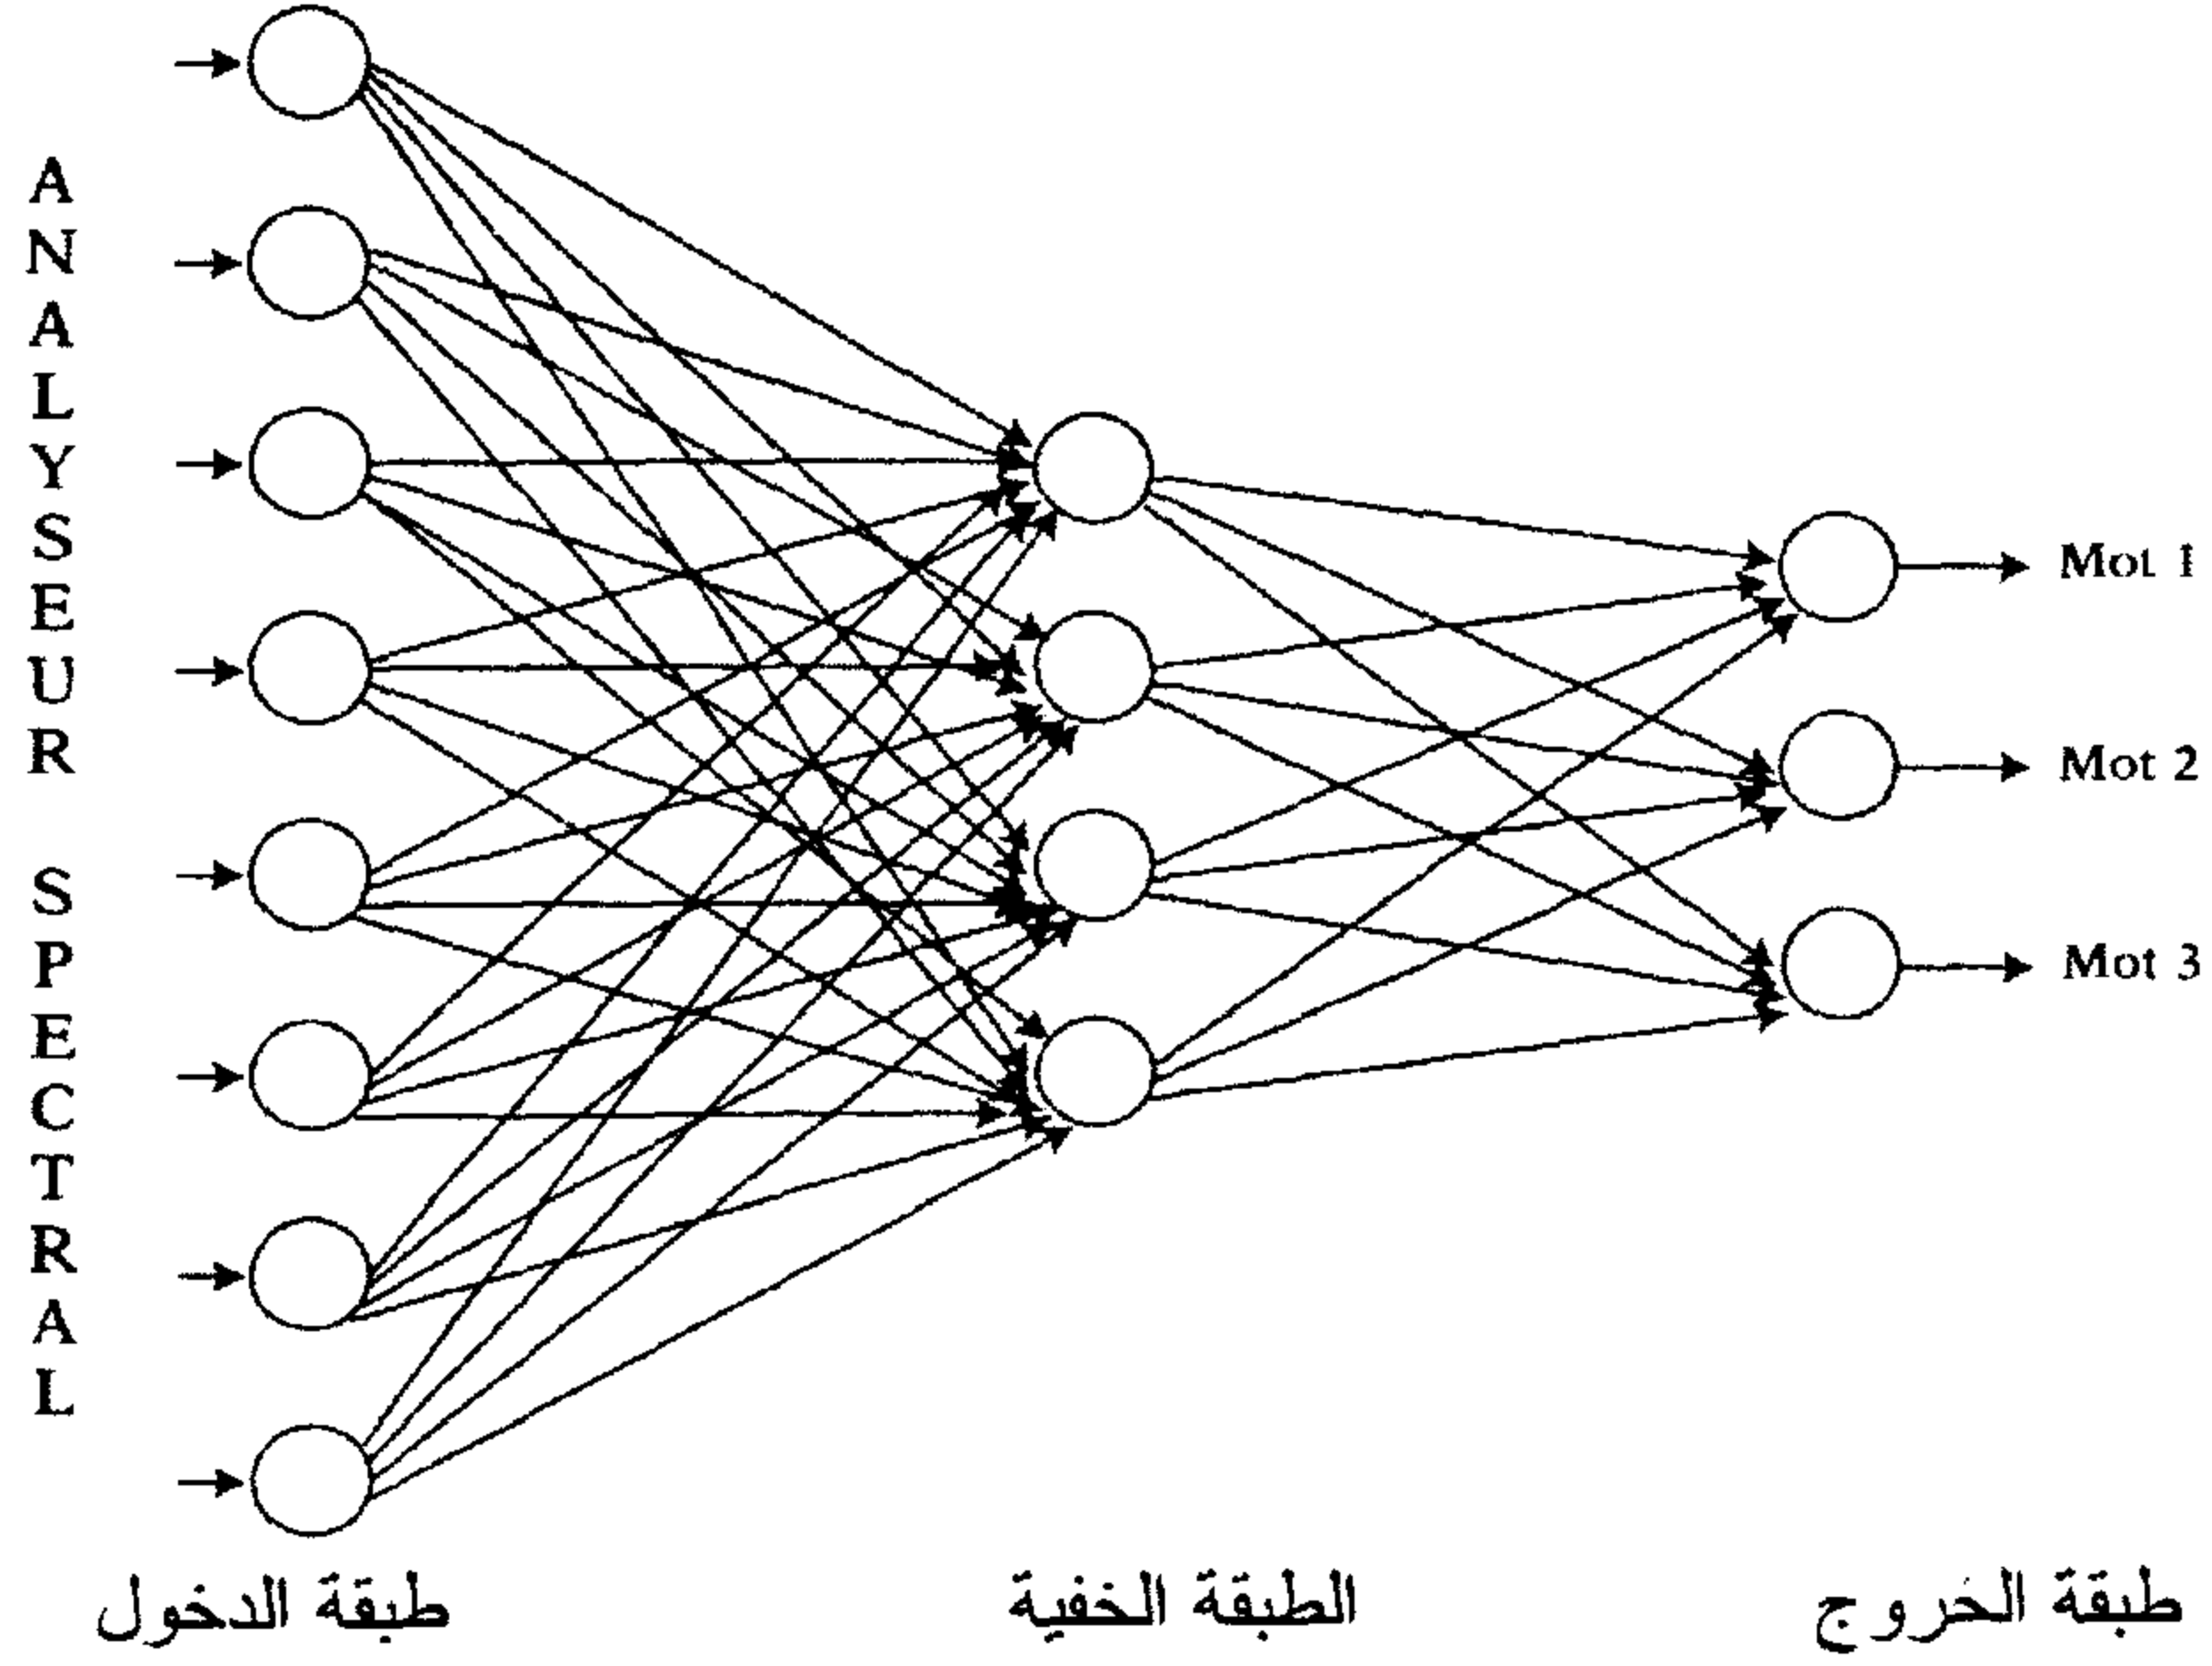 ANALYSEUR SPECTRAL
Mot 1
Mot 2
Mot 3
طبقة الدخول
الطبقة الخفية
طبقة الخروج